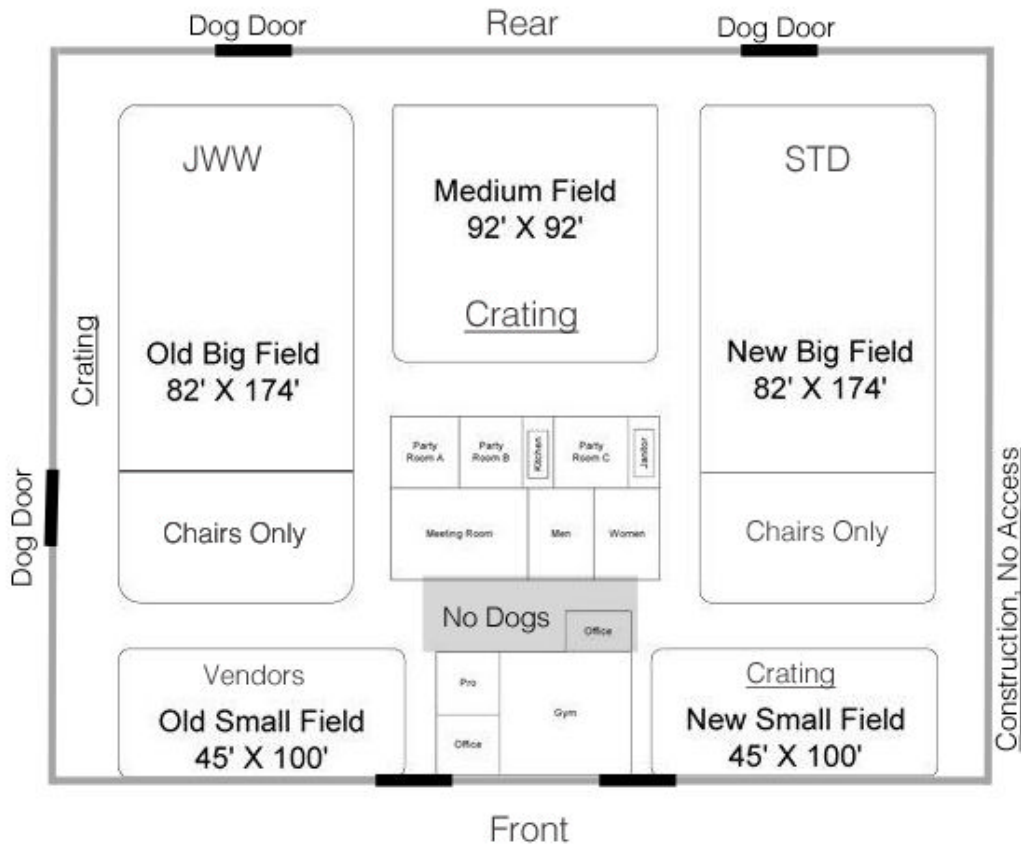 Dog Door
Rear
Dog Door
JWW
Medium Field
92' X 92'
Crating
STD
Crating
Old Big Field
82' X 174'
New Big Field
82' X 174'
Party
Room A
Party
Room B
Kitchen
Party
Room C
Janitor
Dog Door
Chairs Only
Meeting Room
Men
Women
Chairs Only
Construction, No Access
No Dogs
Office
Vendors
Old Small Field
45' X 100'
Pro
Gym
Office
Crating
New Small Field
45' X 100'
Front